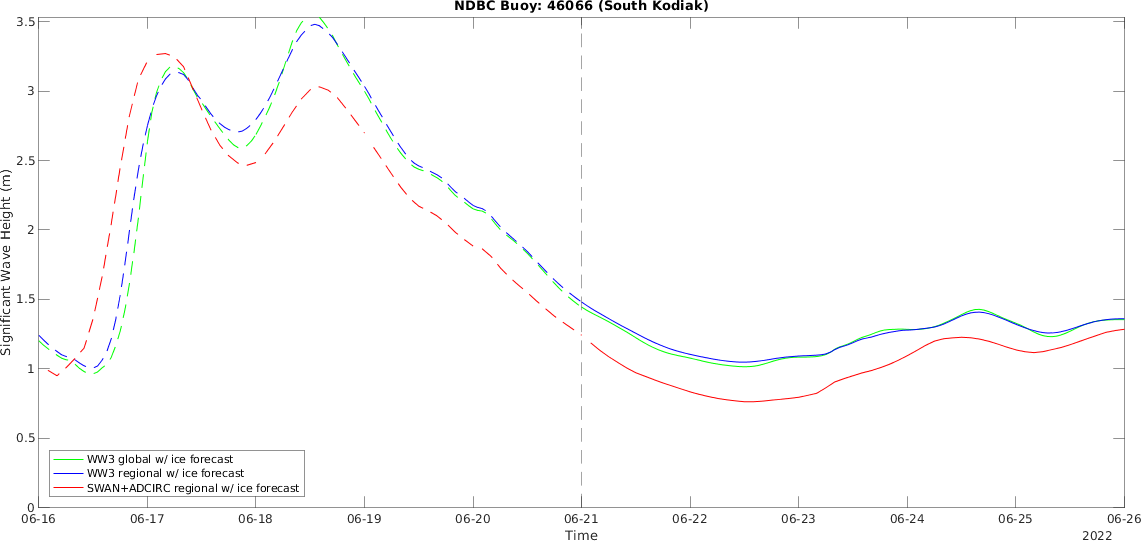 NDBC Buoy: 46066 (South Kodiak)
3.5
3
2.5
2
1.5
1
0.5
0
Significant Wave Height (m)
WW3 global w/ ice forecast
WW3 regional w/ ice forecast
SWAN+ADCIRC regional w/ ice forecast
06-16 06-17 06-18 06-19 06-20 06-21 06-22 06-23 06-24 06-25 06-26
Time
2022